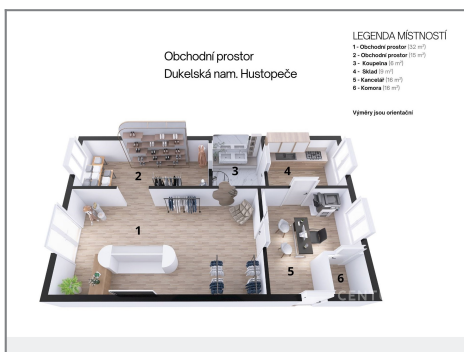 Obchodní prostor
Dukelská nam. Hustopeče
LEGENDA MÍSTNOSTÍ
1 - Obchodní prostor (32 m²)
2 - Obchodní prostor (15 m²)
3 - Koupelna (6 m²)
4 - Sklad (9 m²)
5 - Kancelář (16 m²)
6 - Komora (16 m²)
Výměry jsou orientační
2
3
4
1
5
6
CENT